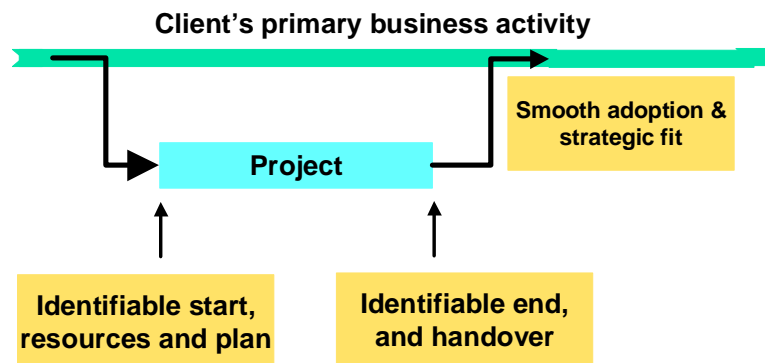 Client’s primary business activity
Smooth adoption &
strategic fit
Project
Identifiable start,
resources and plan
Identifiable end,
and handover